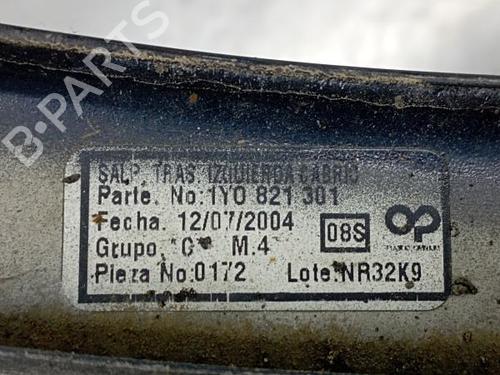 SALP. TRAS. IZQUIERDA CABRIO
Parte. No:1Y0 821 301
Fecha. 12/07/2004
08S
Grupo "C" M.4
Pieza No:0172 Lote:NR32K9
B-PARTS